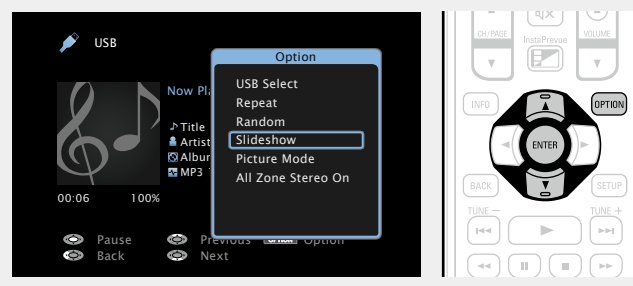 USB
Option
USB Select
Repeat
Random
Slideshow
Picture Mode
All Zone Stereo On
Now Pl
Title
Artist
Albu
MP3
00:06 100%
Pause
Previous
Option
Back
Next
CH/PAGE
InstaPrevue
VOLUME
INFO
OPTION
ENTER
BACK
SETUP
TUNE −
TUNE +